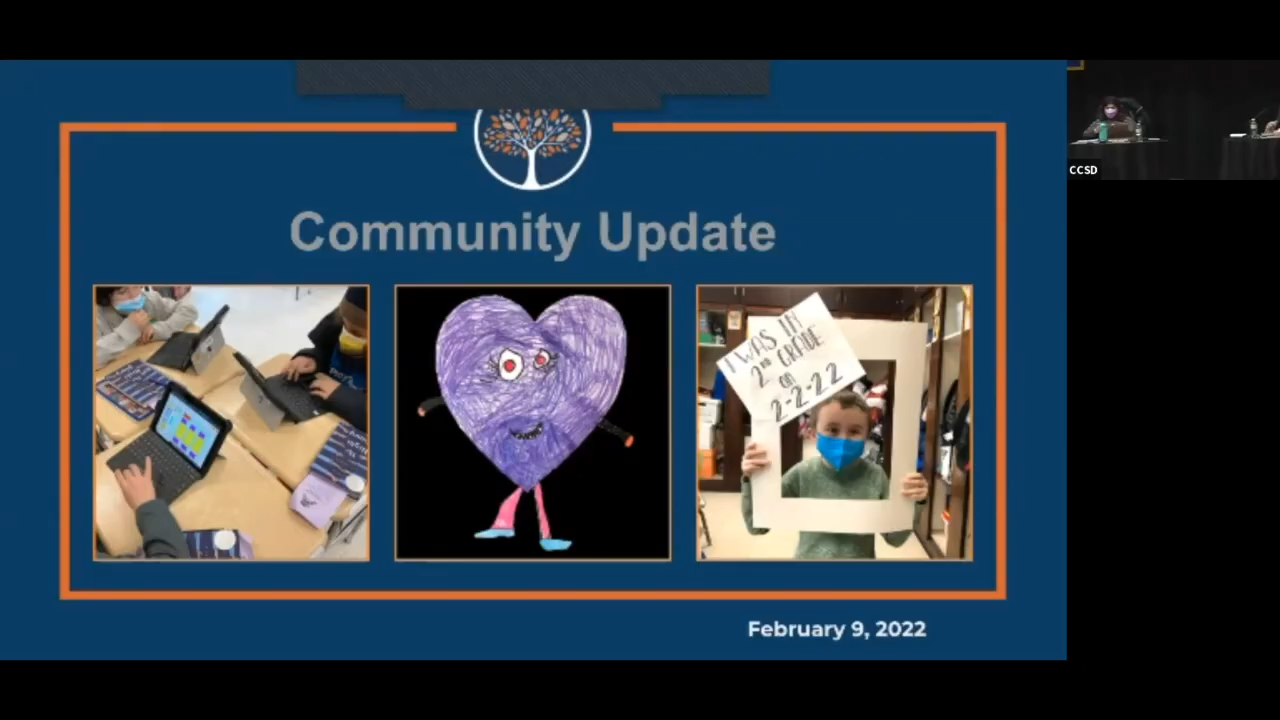 Community Update
I WAS IN
2ND GRADE
on
2-2-22
February 9, 2022
CCSD